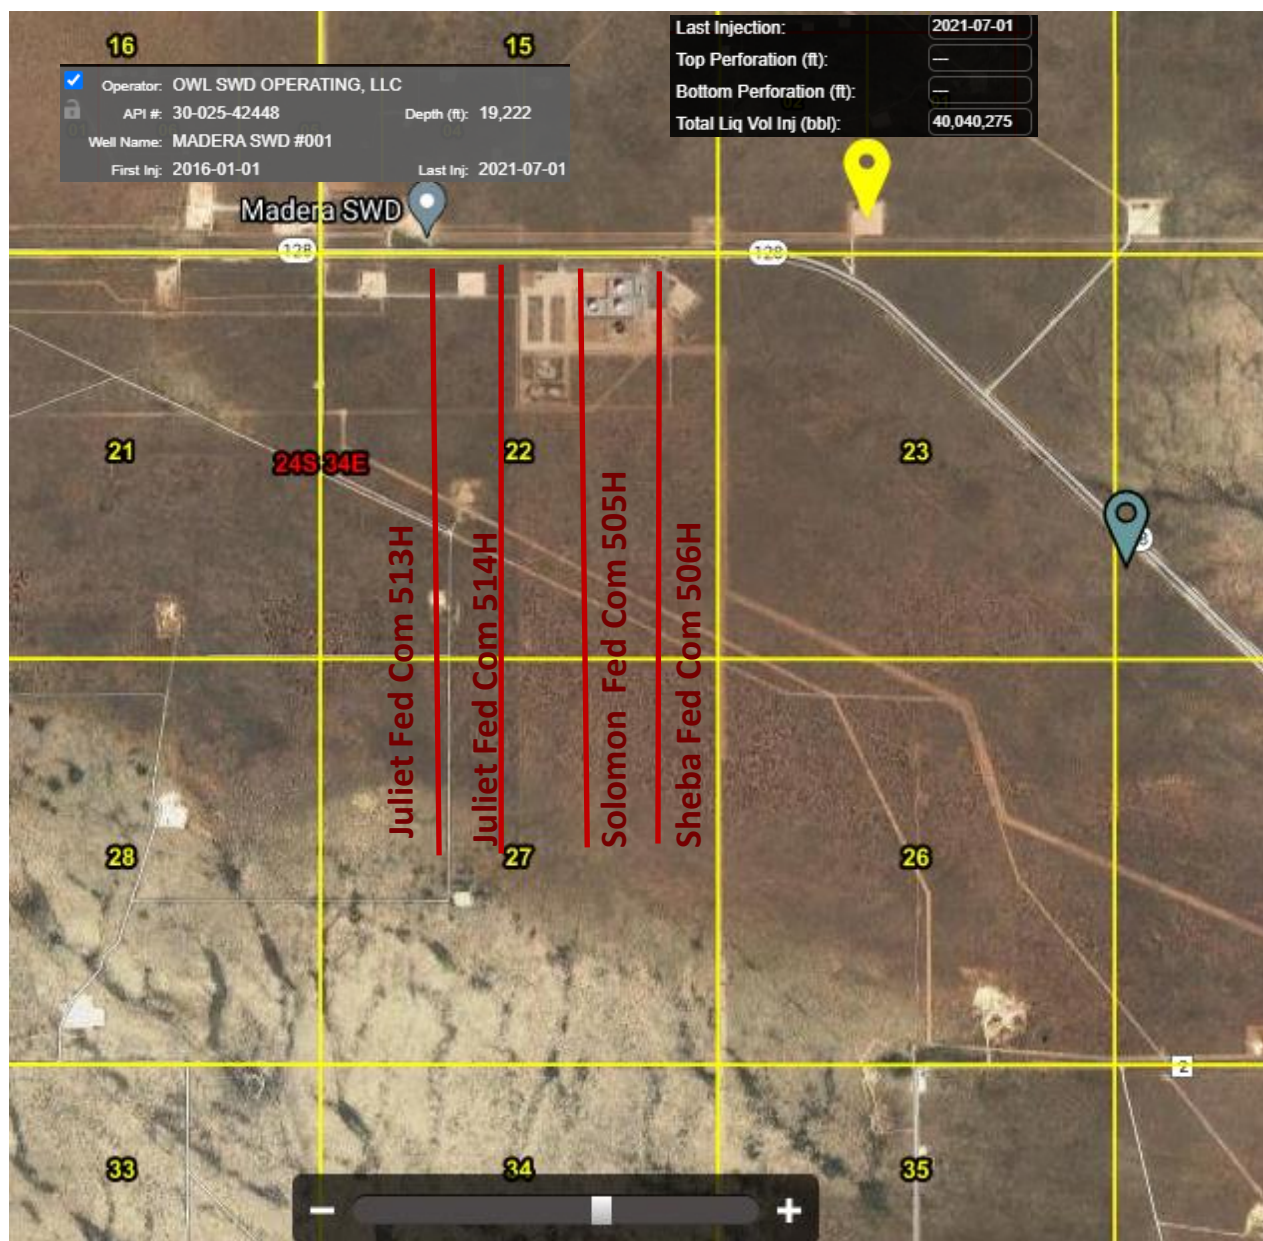 16
15
Operator: OWL SWD OPERATING, LLC
API #: 30-025-42448 Depth (ft): 19,222
Well Name: MADERA SWD #001
First Inj: 2016-01-01 Last Inj: 2021-07-01
Last Injection: 2021-07-01
Top Perforation (ft): ---
Bottom Perforation (ft): ---
Total Liq Vol Inj (bbl): 40,040,275
Madera SWD
128
128
21
24S 34E
22
23
Juliet Fed Com 513H
Juliet Fed Com 514H
Solomon Fed Com 505H
Sheba Fed Com 506H
28
27
26
2
33
34
35